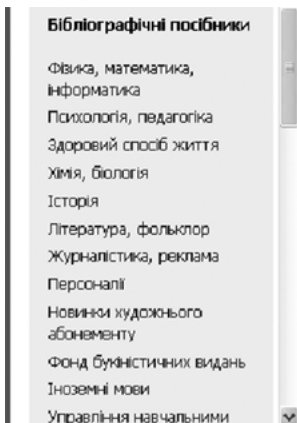 Бібліографічні посібники
Фізика, математика,
інформатика
Психологія, педагогіка
Здоровий спосіб життя
Хімія, біологія
Історія
Література, фольклор
Журналістика, реклама
Персоналії
Новинки художнього
абонементу
Фонд букіністичних видань
Іноземні мови
Управління навчальними